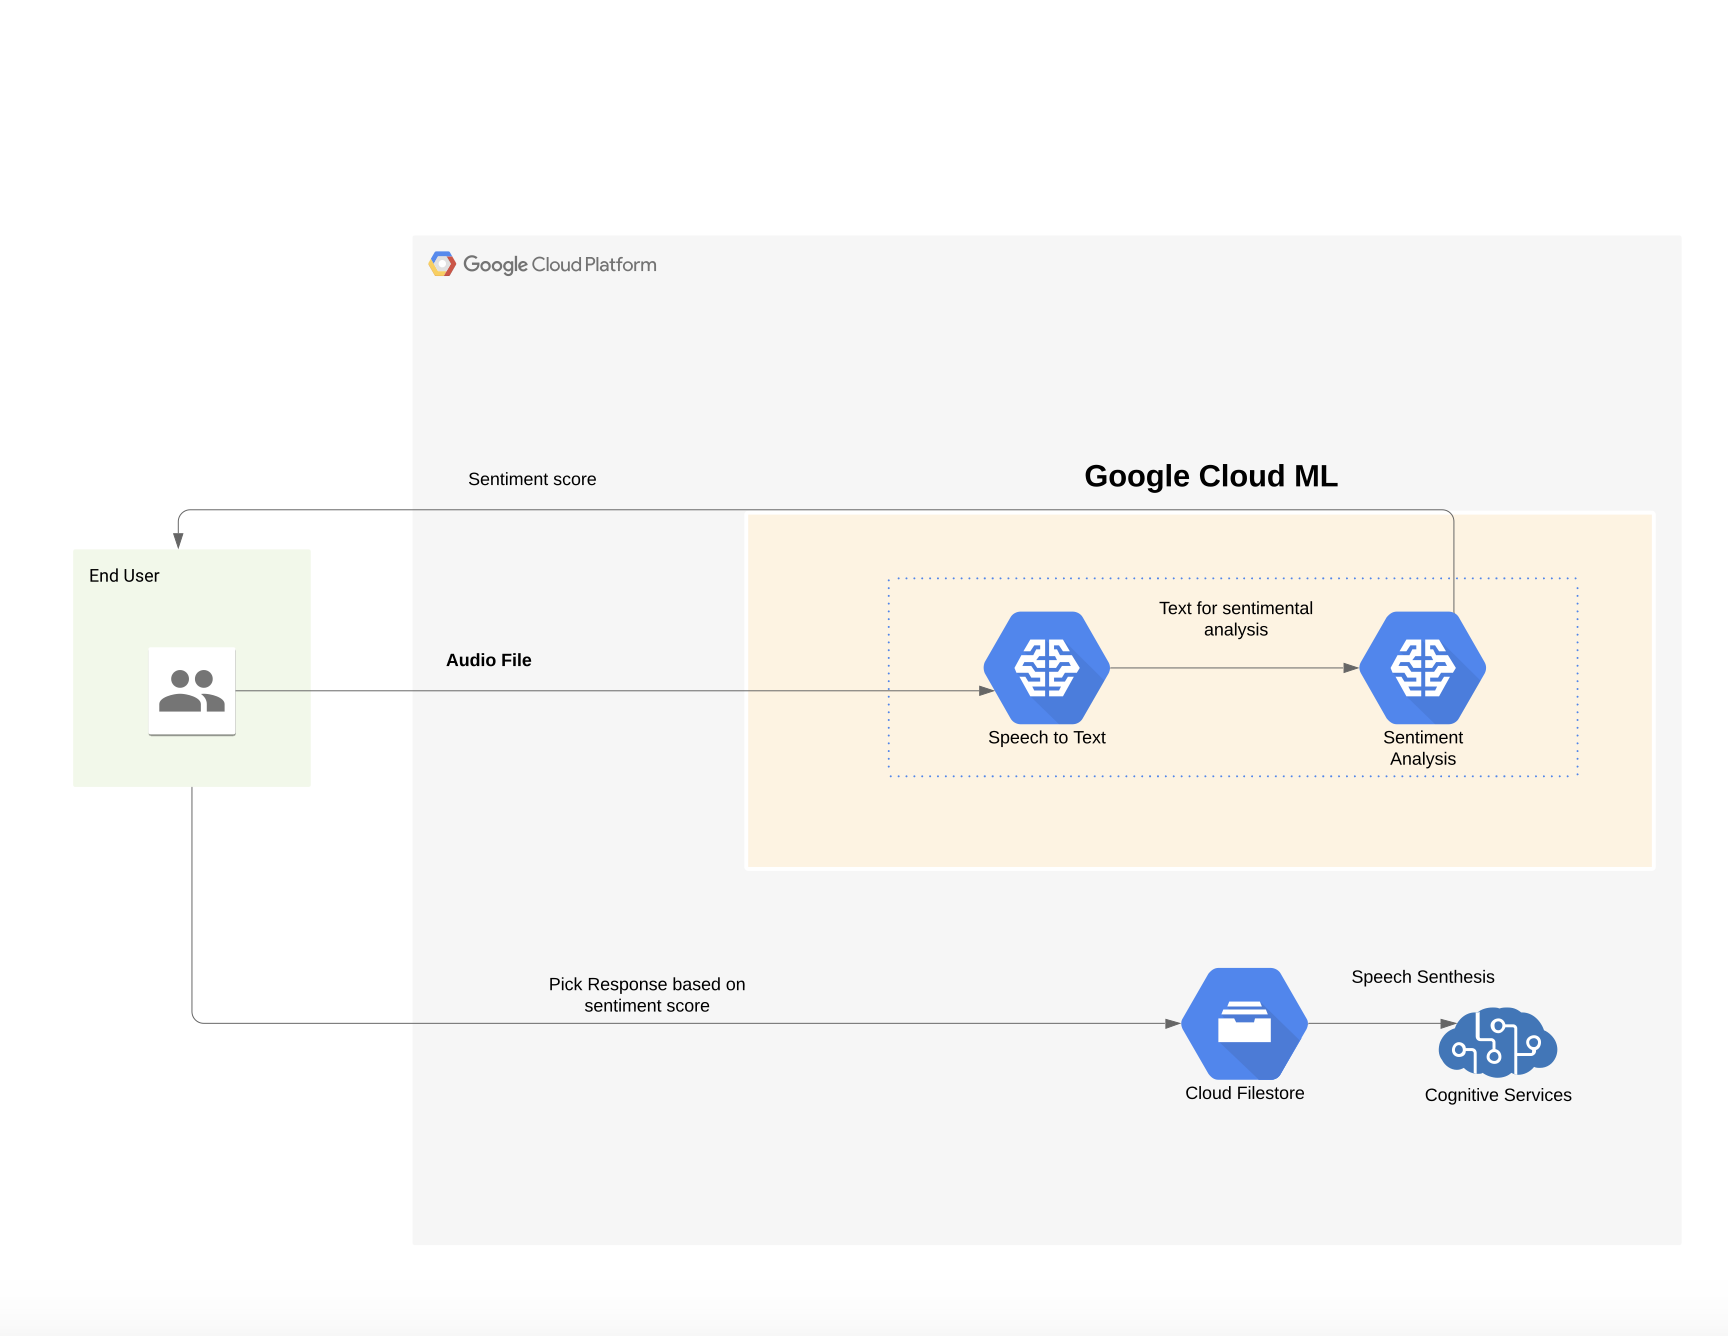 Google Cloud Platform
Sentiment score
Google Cloud ML
End User
Text for sentimental
analysis
Audio File
Speech to Text
Sentiment
Analysis
Pick Response based on
sentiment score
Speech Senthesis
Cloud Filestore
Cognitive Services